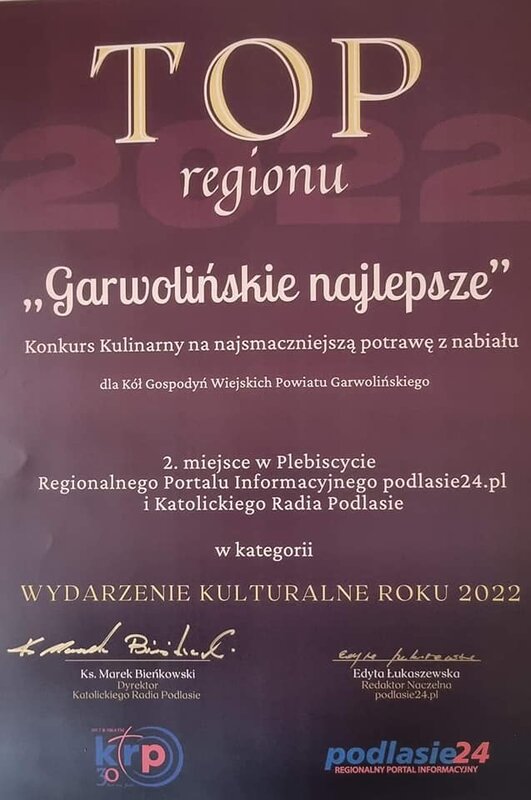 TOP
2022
regionu
„Garwolińskie najlepsze”
Konkurs Kulinarny na najsmaczniejszą potrawę z nabiału
dla Kół Gospodyń Wiejskich Powiatu Garwolińskiego
2. miejsce w Plebiscycie
Regionalnego Portalu Informacyjnego podlasie24.pl
i Katolickiego Radia Podlasie
w kategorii
WYDARZENIE KULTURALNE ROKU 2022
Ks. Marek Bieńkowski
Dyrektor
Katolickiego Radia Podlasie
Edyta Łukaszewska
Redaktor Naczelna
podlasie24.pl
krp
30
podlasie24
REGIONALNY PORTAL INFORMACYJNY